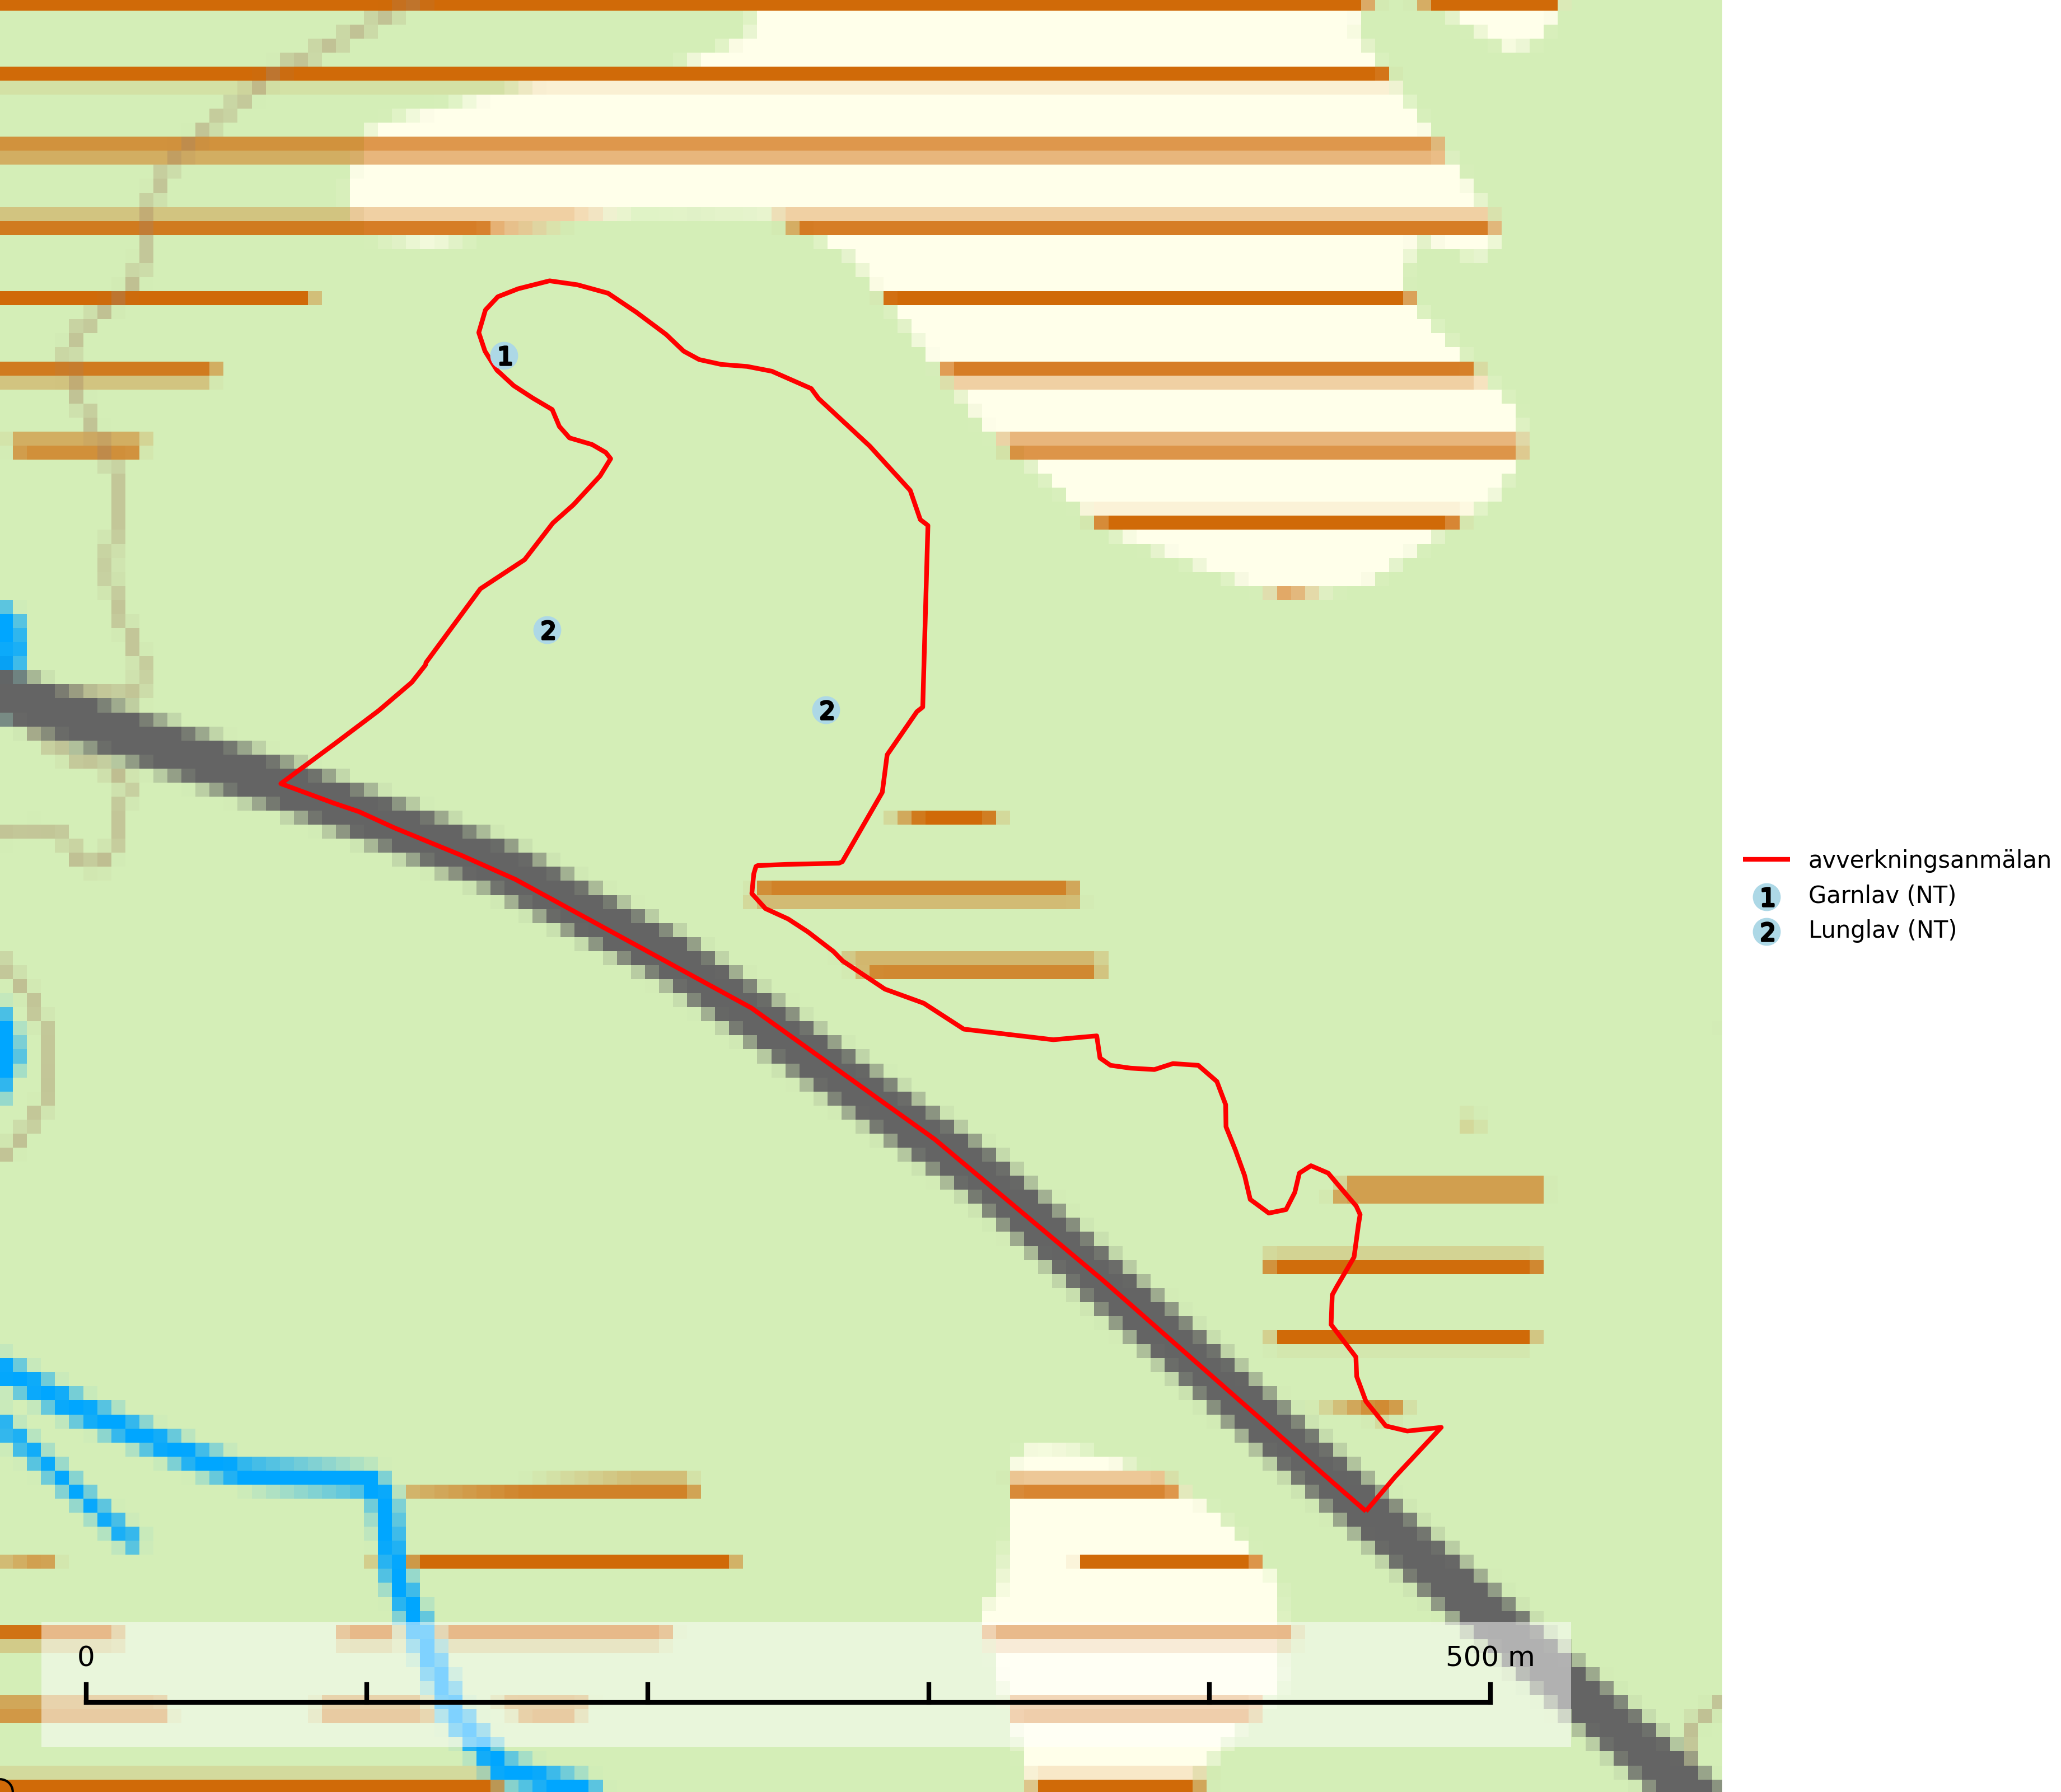 1
2
2
avverkningsanmälan
1 Garnlav (NT)
2 Lunglav (NT)
0 500 m